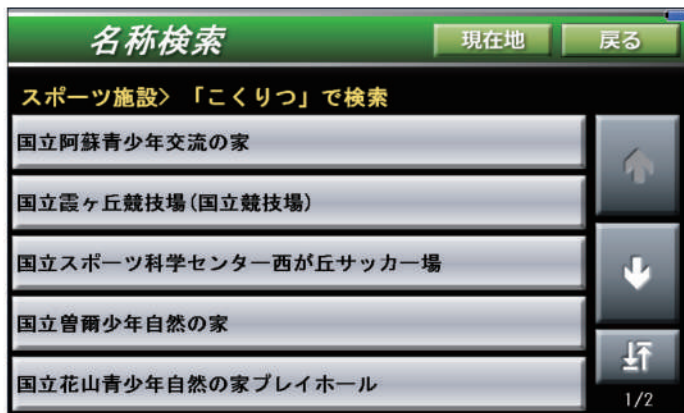 名称検索 現在地 戻る
スポーツ施設> 「こくりつ」で検索
国立阿蘇青少年交流の家
国立霞ヶ丘競技場(国立競技場)
国立スポーツ科学センター西が丘サッカー場
国立曽爾少年自然の家
国立花山青少年自然の家プレイホール
1/2